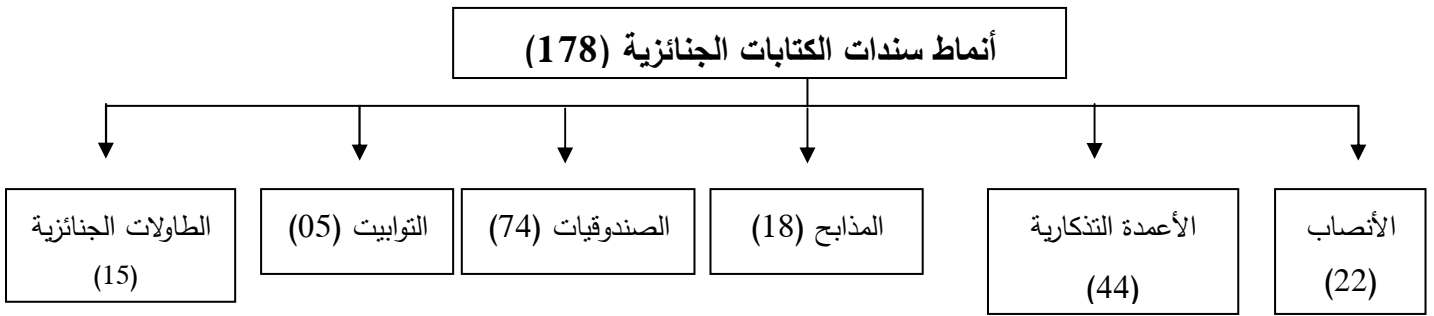 أنماط سندات الكتابات الجنائزية (178)
الأنصاب
(22)
الأعمدة التذكارية
(44)
المذابح (18)
الصندوقيات (74)
التوابيت (05)
الطاولات الجنائزية
(15)